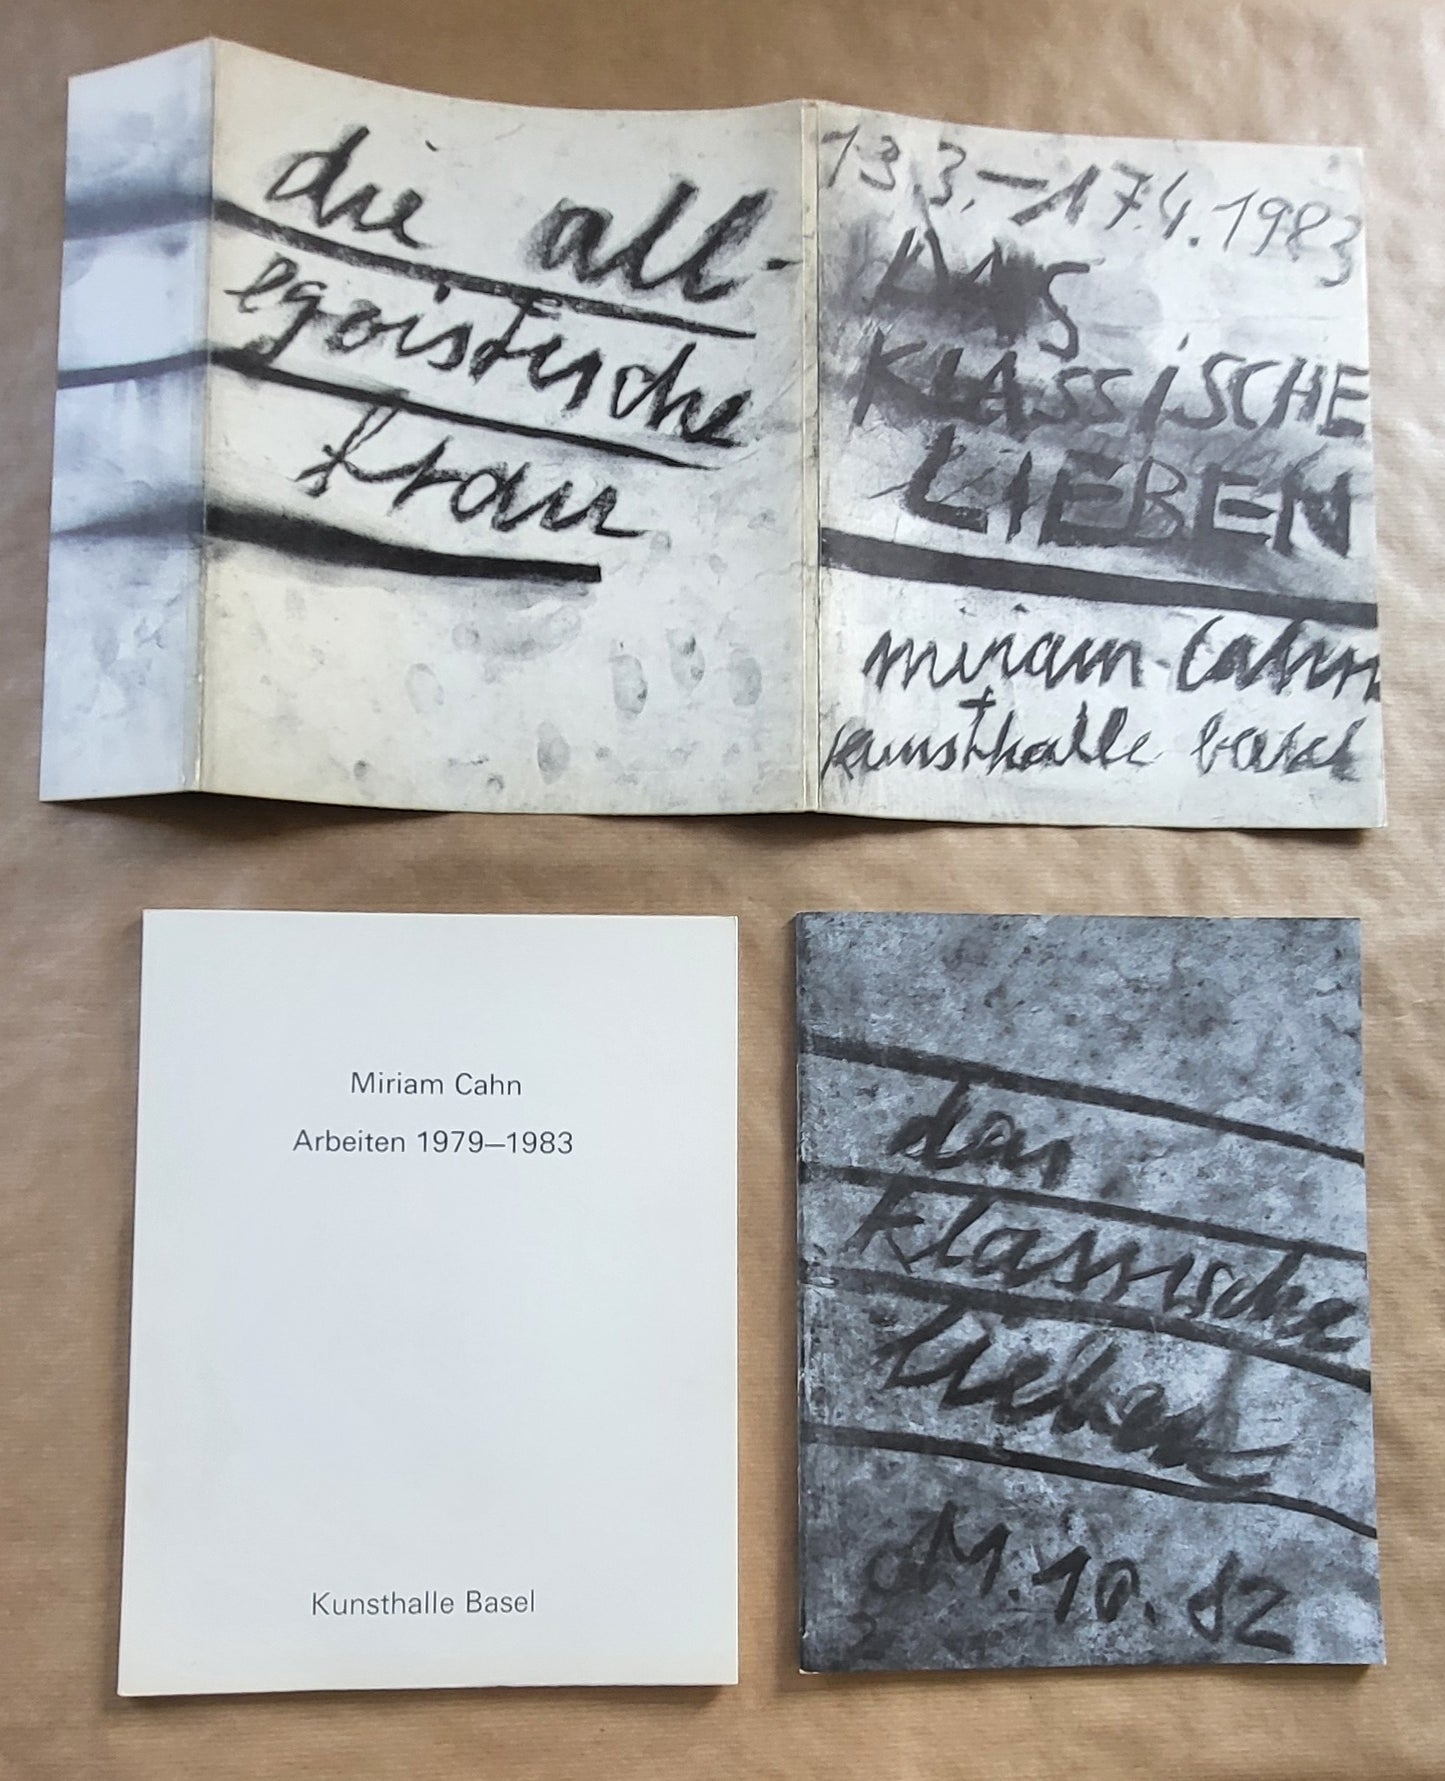 die all-
egoistische
frau
13.3.–17.4.1983
DAS
KLASSISCHE
LIEBEN
miriam cahn
kunsthalle basel
Miriam Cahn
Arbeiten 1979–1983
Kunsthalle Basel
das
klassische
lieben
11.10.82